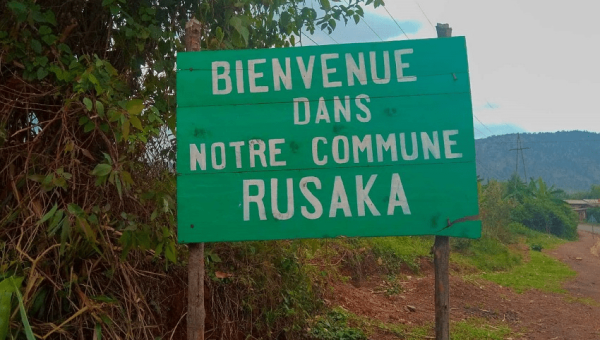 BIENVENUE
DANS
NOTRE COMMUNE
RUSAKA